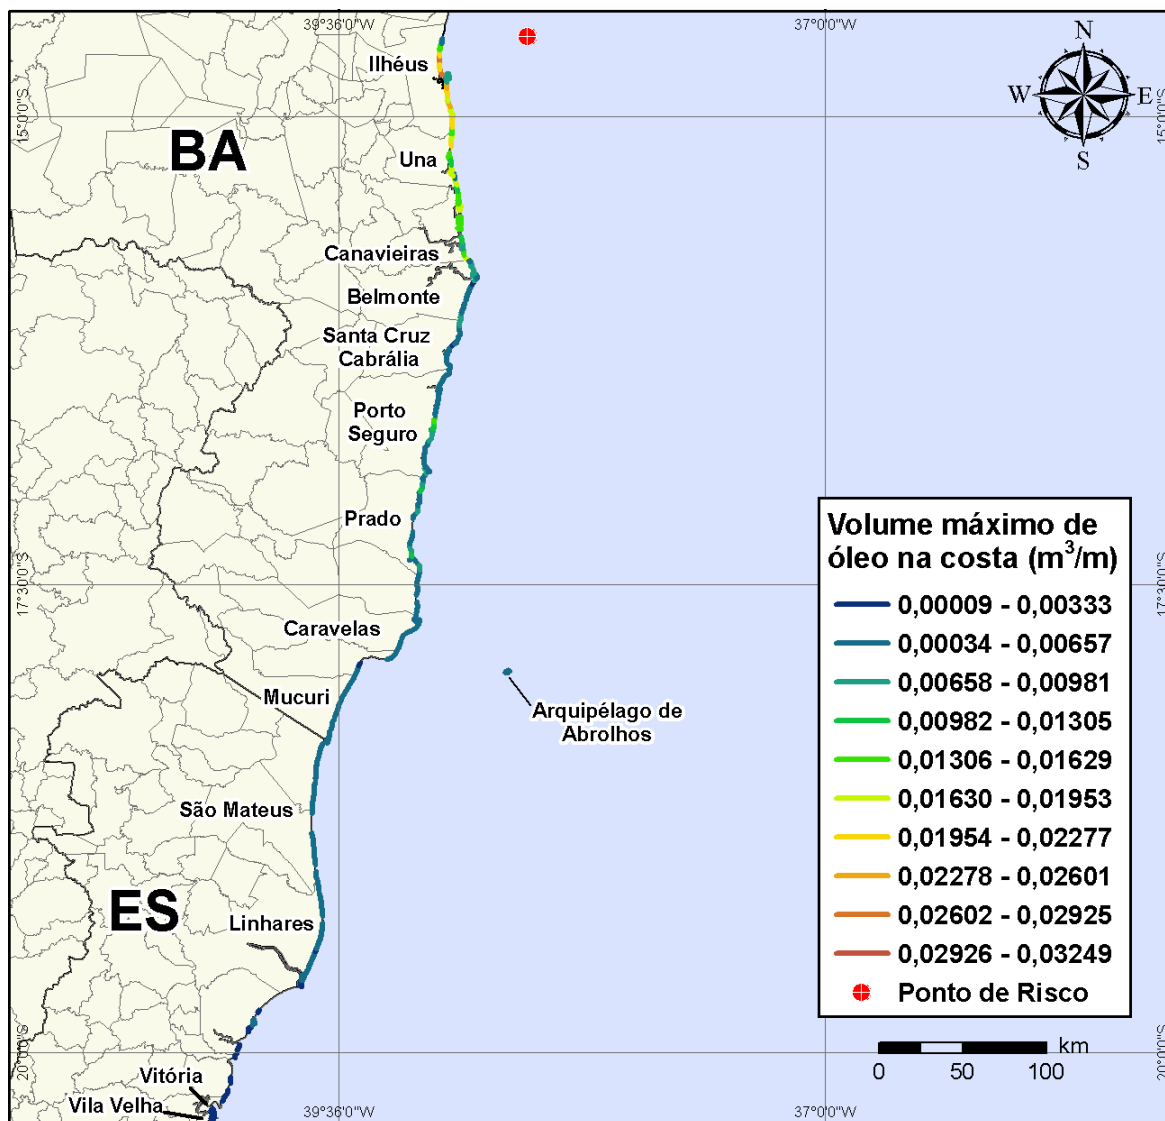 39°36'0"W
37°0'0"W
N
W
E
S
Ilhéus
15°0'0"S
15°0'0"S
BA
Una
Canavieiras
Belmonte
Santa Cruz
Cabrália
Porto
Seguro
Prado
17°30'0"S
17°30'0"S
Caravelas
Mucuri
Arquipélago de
Abrolhos
São Mateus
ES
Linhares
Volume máximo de
óleo na costa (m³/m)
0,00009 - 0,00333
0,00034 - 0,00657
0,00658 - 0,00981
0,00982 - 0,01305
0,01306 - 0,01629
0,01630 - 0,01953
0,01954 - 0,02277
0,02278 - 0,02601
0,02602 - 0,02925
0,02926 - 0,03249
Ponto de Risco
km
0 50 100
20°0'0"S
20°0'0"S
Vitória
Vila Velha
39°36'0"W
37°0'0"W